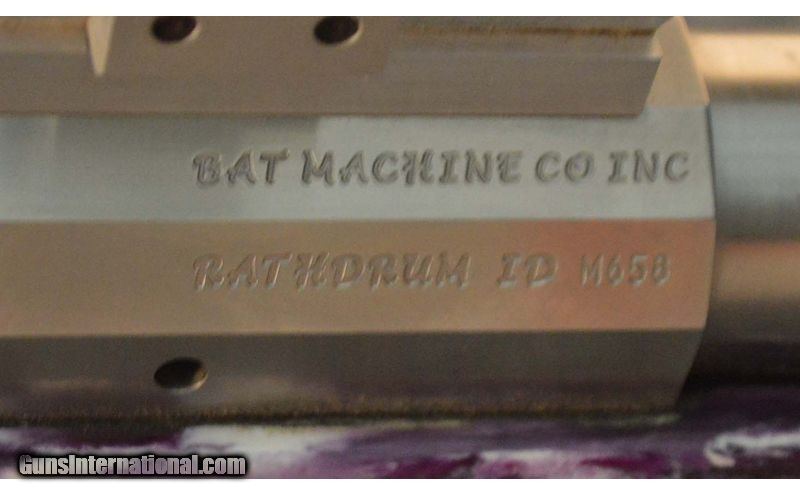 BAT MACHINE CO INC
RATHDRUM ID M658
GunsInternational.com